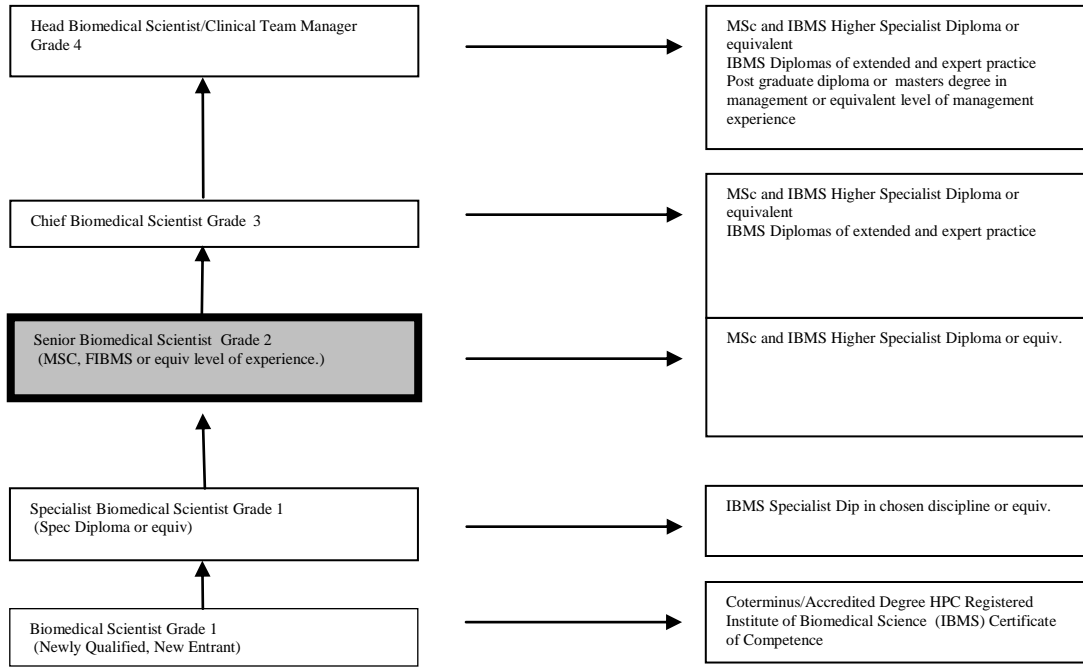 Head Biomedical Scientist/Clinical Team Manager
Grade 4
MSc and IBMS Higher Specialist Diploma or
equivalent
IBMS Diplomas of extended and expert practice
Post graduate diploma or  masters degree in
management or equivalent level of management
experience
Chief Biomedical Scientist Grade  3
MSc and IBMS Higher Specialist Diploma or
equivalent
IBMS Diplomas of extended and expert practice
Senior Biomedical Scientist  Grade 2
(MSC, FIBMS or equiv level of experience.)
MSc and IBMS Higher Specialist Diploma or equiv.
Specialist Biomedical Scientist Grade 1
(Spec Diploma or equiv)
IBMS Specialist Dip in chosen discipline or equiv.
Biomedical Scientist Grade 1
(Newly Qualified, New Entrant)
Coterminus/Accredited Degree HPC Registered
Institute of Biomedical Science  (IBMS) Certificate
of Competence